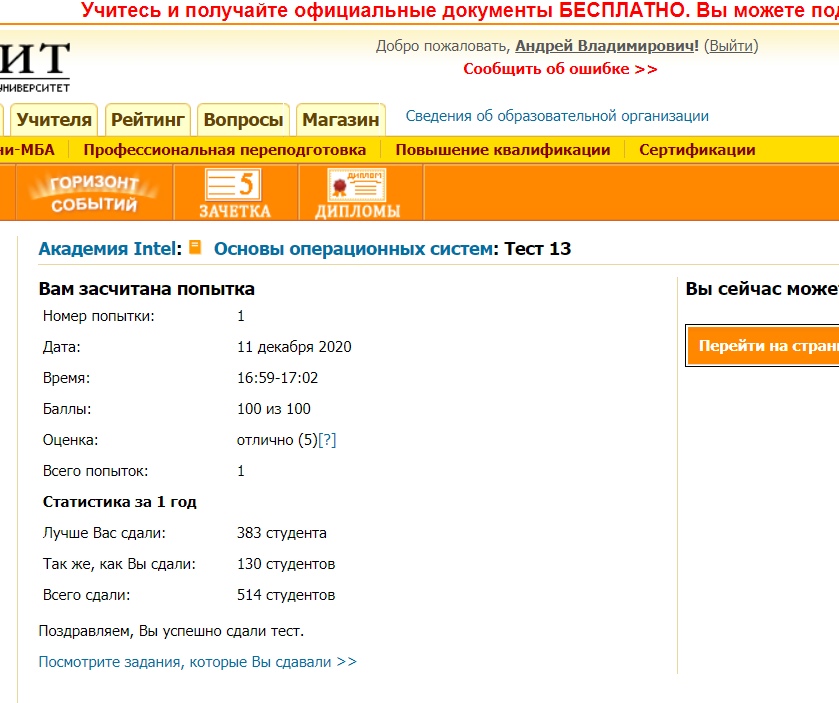 Учитесь и получайте официальные документы БЕСПЛАТНО. Вы можете
Добро пожаловать, Андрей Владимирович! (Выйти)
Сообщить об ошибке >>
ИТ
УНИВЕРСИТЕТ
Учителя Рейтинг Вопросы Магазин Сведения об образовательной организации
ни-МБА Профессиональная переподготовка Повышение квалификации Сертификации
ГОРИЗОНТ СОБЫТИЙ
5 ЗАЧЕТКА
ДИПЛОМ ДИПЛОМЫ
Академия Intel: Основы операционных систем: Тест 13
Вам засчитана попытка
Номер попытки: 1
Дата: 11 декабря 2020
Время: 16:59-17:02
Баллы: 100 из 100
Оценка: отлично (5)[?]
Всего попыток: 1
Статистика за 1 год
Лучше Вас сдали: 383 студента
Так же, как Вы сдали: 130 студентов
Всего сдали: 514 студентов
Поздравляем, Вы успешно сдали тест.
Посмотрите задания, которые Вы сдавали >>
Вы сейчас може
Перейти на стран